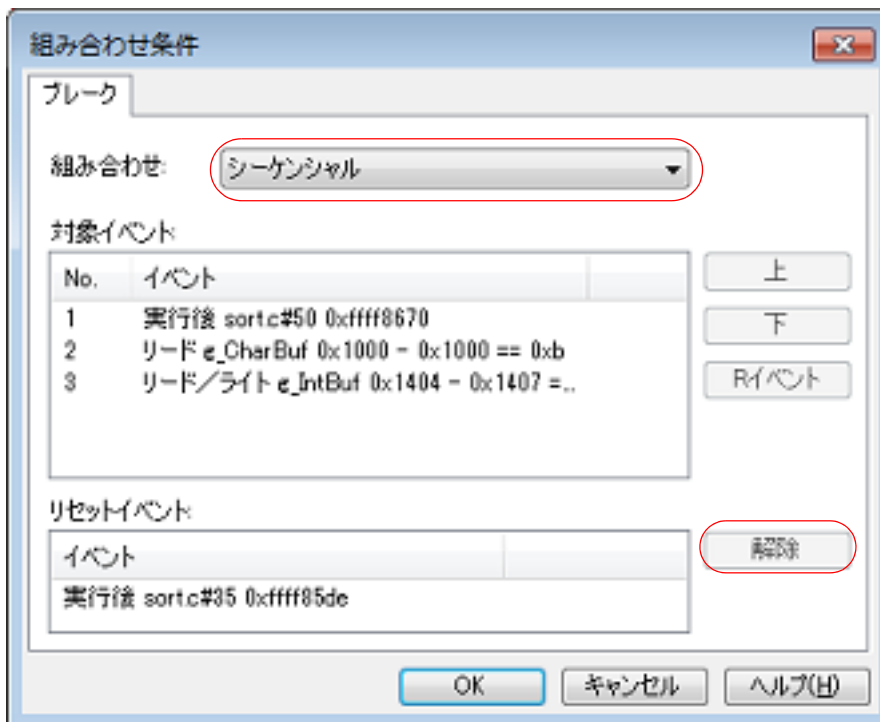 組み合わせ条件
ブレーク
組み合わせ: シーケンシャル
対象イベント:
No. イベント
1 実行後 sort.c#50 0xffff8670
2 リード g_CharBuf 0x1000 - 0x1000 == 0xb
3 リード／ライト g_IntBuf 0x1404 - 0x1407 =..
上
下
Rイベント
リセットイベント:
イベント
実行後 sort.c#35 0xffff85de
解除
OK キャンセル ヘルプ(H)